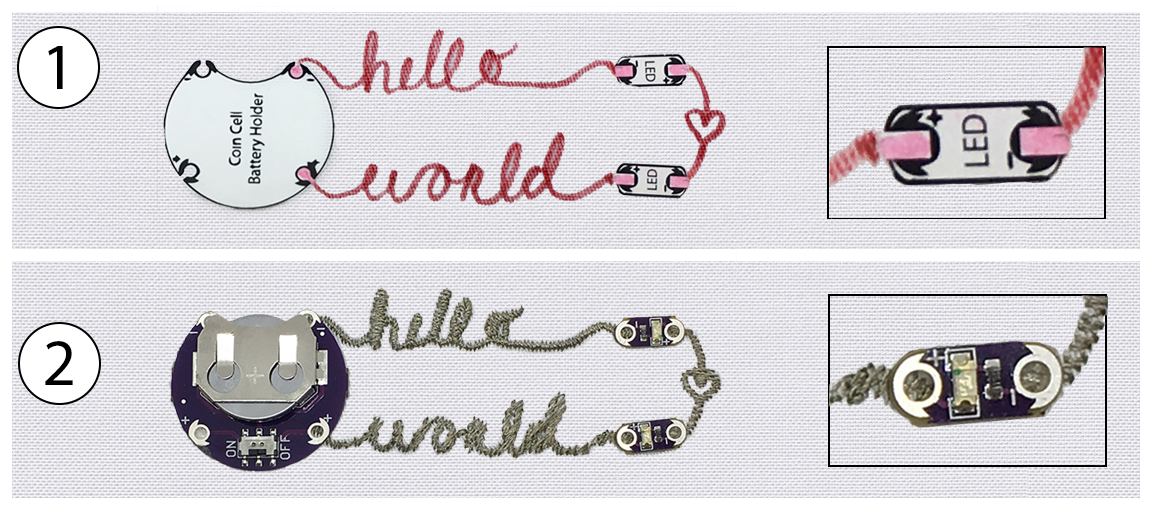 1
hello
Coin Cell
Battery Holder
LED
world
LED
+ LED -
2
hello
world
ON OFF